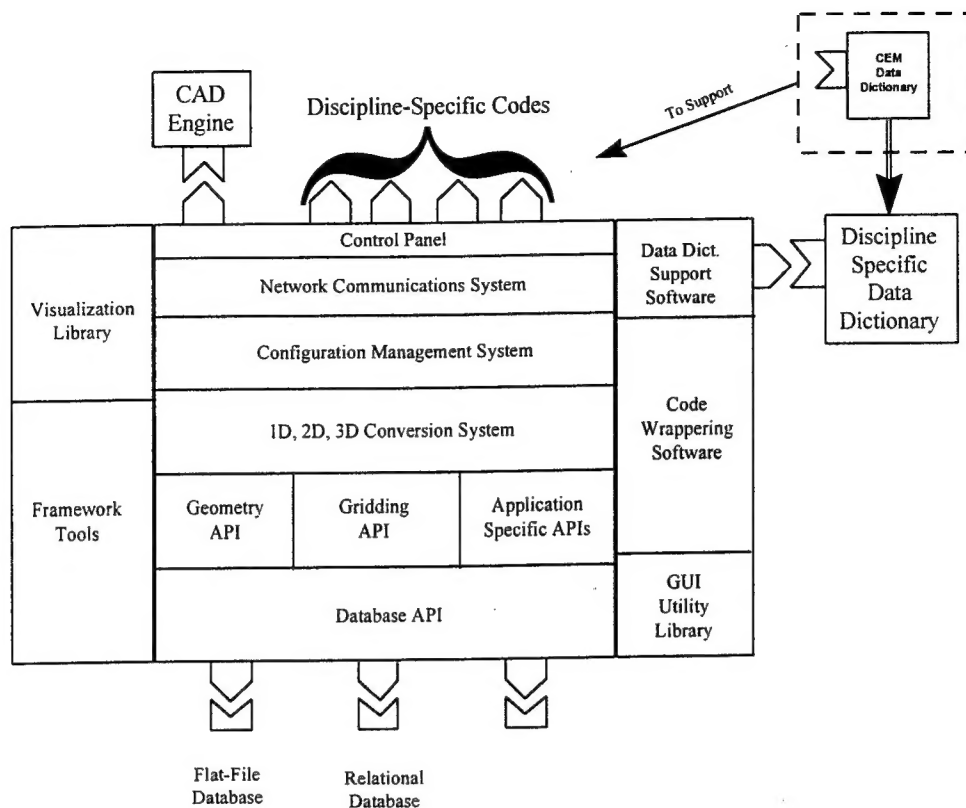 CEM
Data
Dictionary
CAD
Engine
Discipline-Specific Codes
To Support
Control Panel
Network Communications System
Configuration Management System
1D, 2D, 3D Conversion System
Geometry
API
Gridding
API
Application
Specific APIs
Database API
Visualization
Library
Framework
Tools
Data Dict.
Support
Software
Code
Wrappering
Software
GUI
Utility
Library
Discipline
Specific
Data
Dictionary
Flat-File
Database
Relational
Database